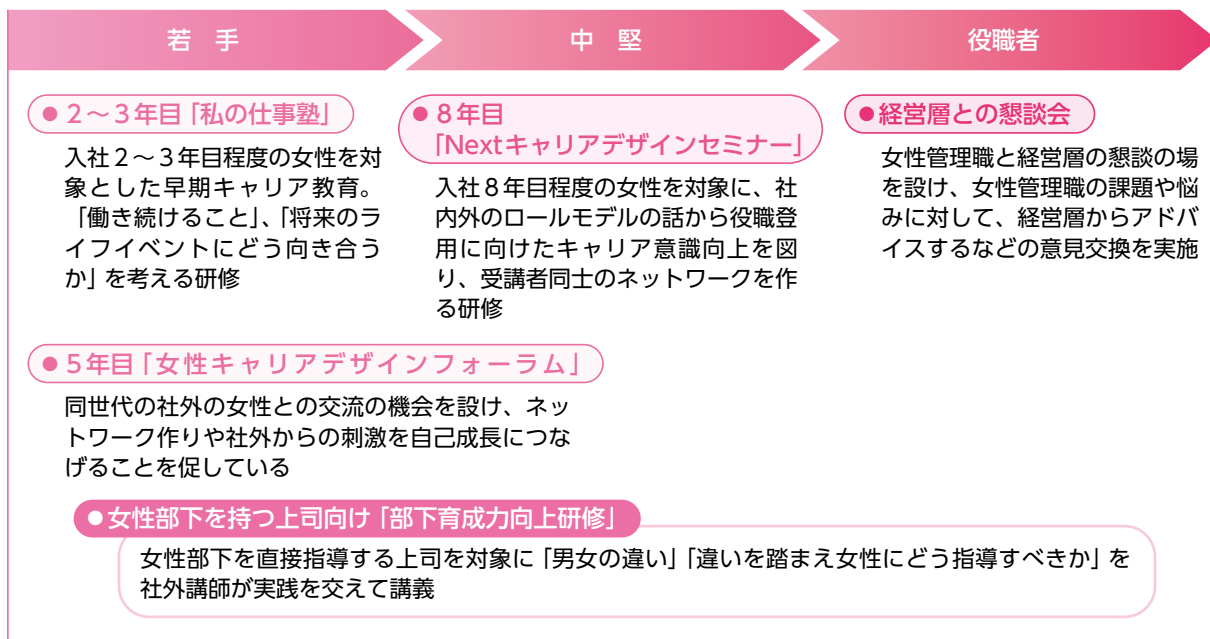 若 手
中 堅
役職者
●２～３年目「私の仕事塾」
入社２～３年目程度の女性を対
象とした早期キャリア教育。
「働き続けること」、「将来のラ
イフイベントにどう向き合う
か」を考える研修
●８年目
「Nextキャリアデザインセミナー」
入社８年目程度の女性を対象に、社
内外のロールモデルの話から役職登
用に向けたキャリア意識向上を図
り、受講者同士のネットワークを作
る研修
●経営層との懇談会
女性管理職と経営層の懇談の場
を設け、女性管理職の課題や悩
みに対して、経営層からアドバ
イスするなどの意見交換を実施
●５年目「女性キャリアデザインフォーラム」
同世代の社外の女性との交流の機会を設け、ネッ
トワーク作りや社外からの刺激を自己成長につな
げることを促している
●女性部下を持つ上司向け「部下育成力向上研修」
女性部下を直接指導する上司を対象に「男女の違い」「違いを踏まえ女性にどう指導すべきか」を
社外講師が実践を交えて講義